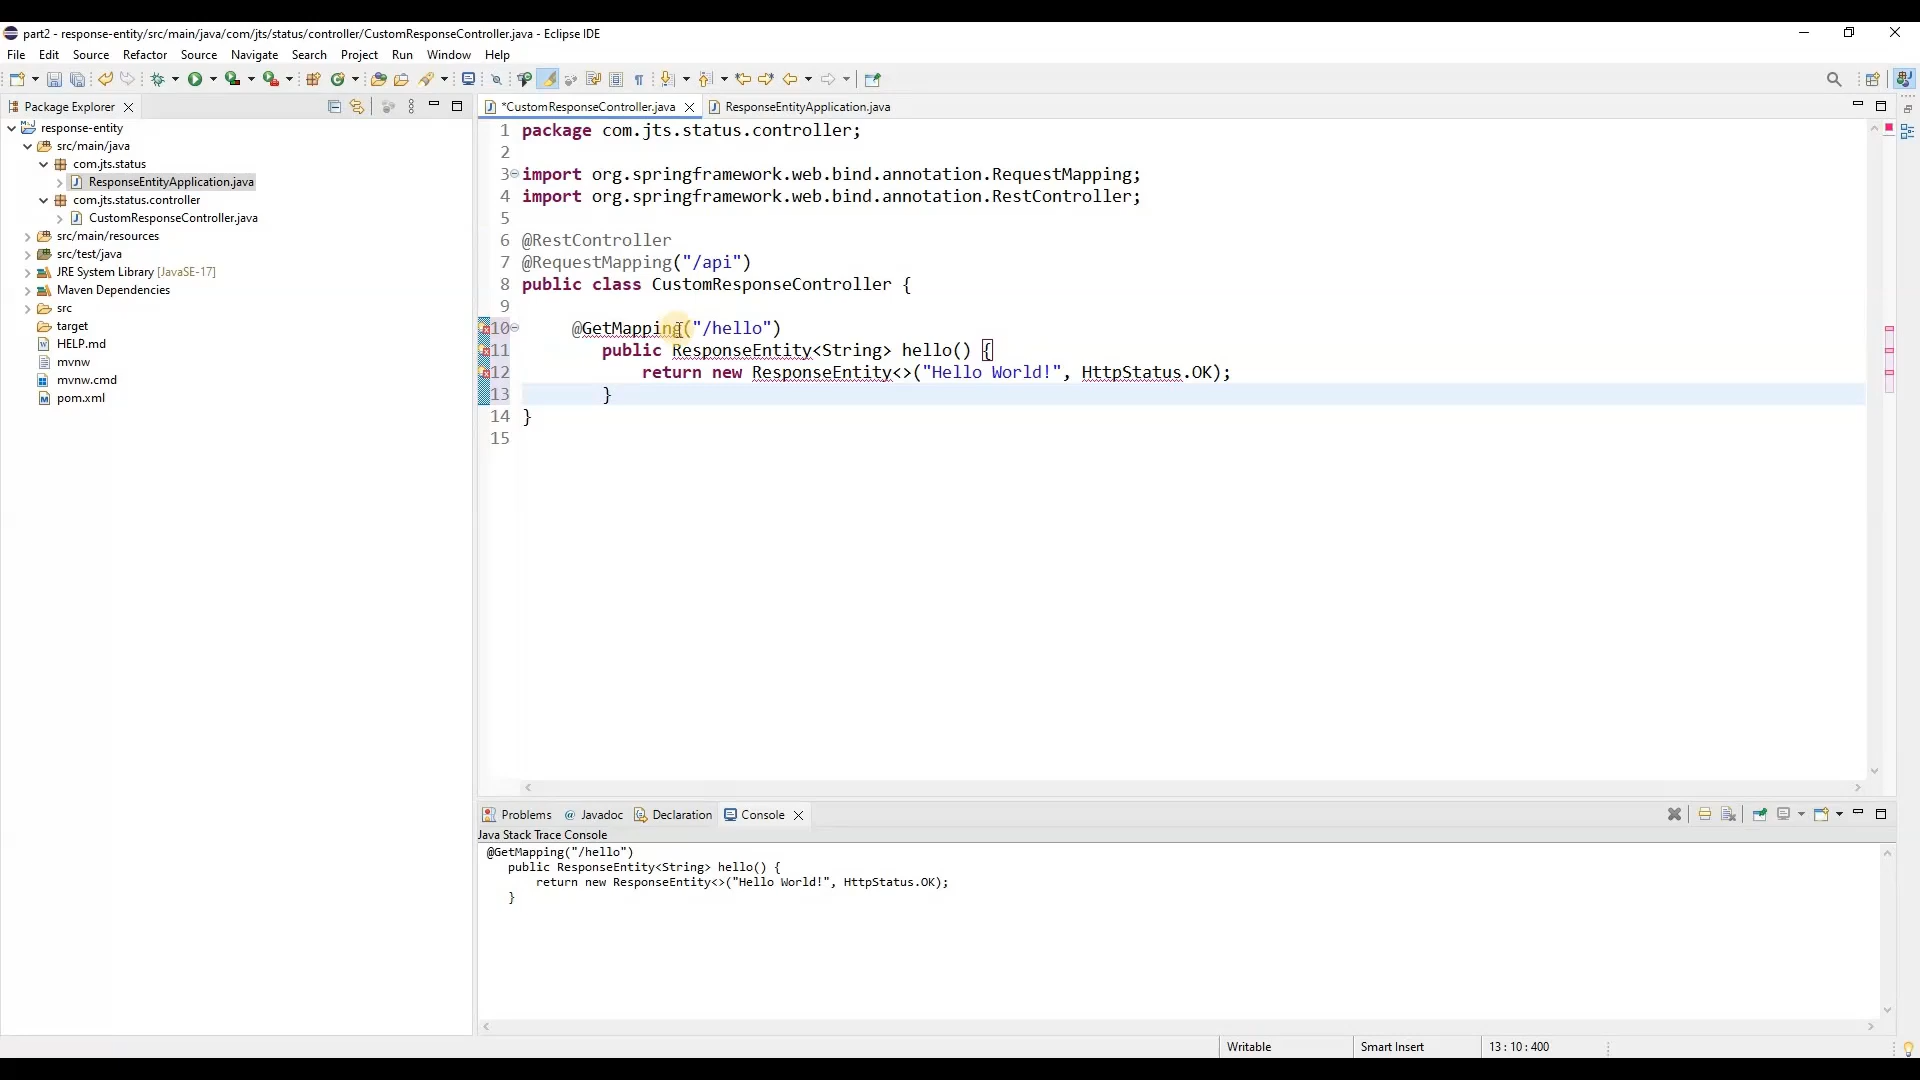 part2 - response-entity/src/main/java/com/jts/status/controller/CustomResponseController.java - Eclipse IDE
File Edit Source Refactor Source Navigate Search Project Run Window Help
Package Explorer
*CustomResponseController.java ResponseEntityApplication.java
response-entity
src/main/java
com.jts.status
ResponseEntityApplication.java
com.jts.status.controller
CustomResponseController.java
src/main/resources
src/test/java
JRE System Library [JavaSE-17]
Maven Dependencies
src
target
HELP.md
mvnw
mvnw.cmd
pom.xml
1 package com.jts.status.controller;
2
3 import org.springframework.web.bind.annotation.RequestMapping;
4 import org.springframework.web.bind.annotation.RestController;
5
6 @RestController
7 @RequestMapping("/api")
8 public class CustomResponseController {
9
10 @GetMapping("/hello")
11 public ResponseEntity<String> hello() {
12 return new ResponseEntity<>("Hello World!", HttpStatus.OK);
13 }
14 }
15
Problems @ Javadoc Declaration Console
Java Stack Trace Console
@GetMapping("/hello")
public ResponseEntity<String> hello() {
return new ResponseEntity<>("Hello World!", HttpStatus.OK);
}
Writable Smart Insert 13 : 10 : 400